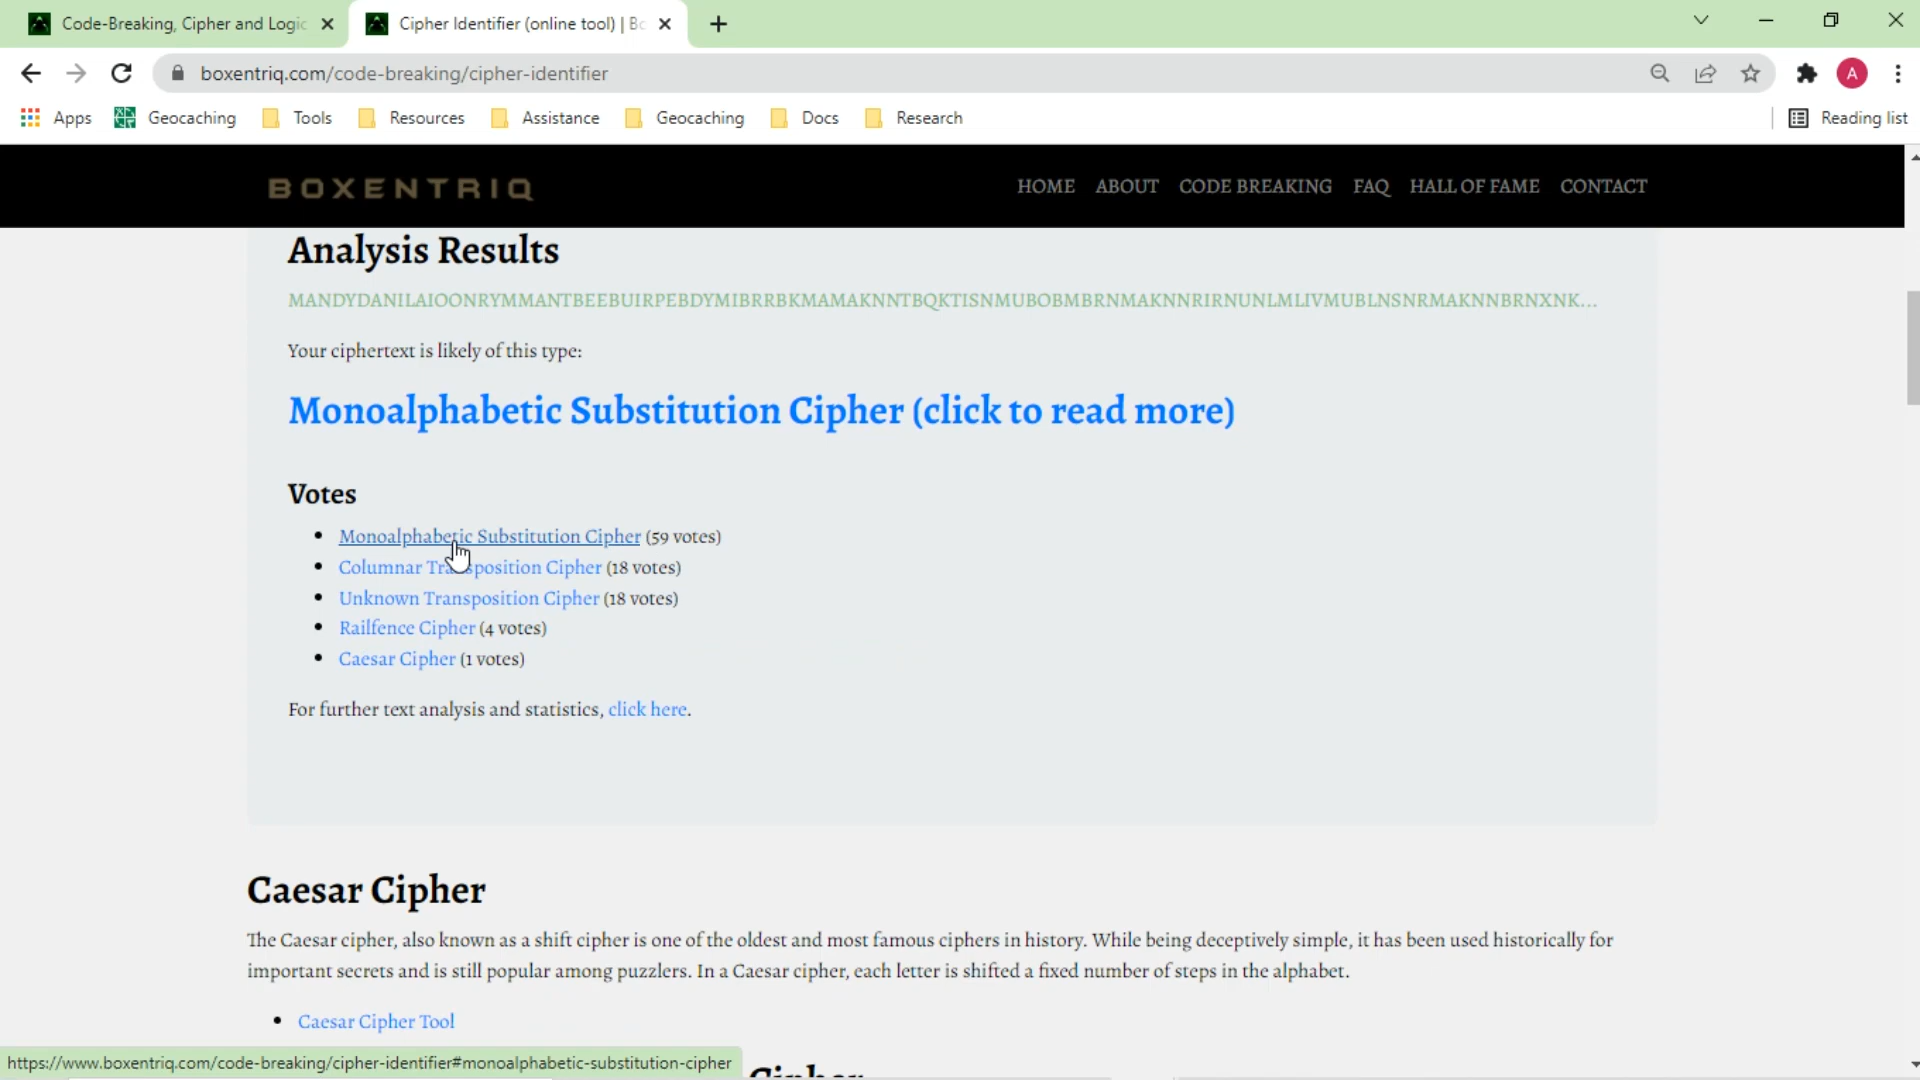 Code-Breaking, Cipher and Logic
Cipher Identifier (online tool) | Bo
boxentriq.com/code-breaking/cipher-identifier
A
Apps
Geocaching
Tools
Resources
Assistance
Geocaching
Docs
Research
Reading list
BOXENTRIQ
HOME ABOUT CODE BREAKING FAQ HALL OF FAME CONTACT
Analysis Results
MANDYDANILAIOONRYMMANTBEEBUIRPEBDYMIBRRBKMAMAKNNTBQKTISNMUBOBMBRNMAKNNRIRNUNLMLIVMUBLNSNRMAKNNBRNXNK...
Your ciphertext is likely of this type:
Monoalphabetic Substitution Cipher (click to read more)
Votes
Monoalphabetic Substitution Cipher (59 votes)
Columnar Transposition Cipher (18 votes)
Unknown Transposition Cipher (18 votes)
Railfence Cipher (4 votes)
Caesar Cipher (1 votes)
For further text analysis and statistics, click here.
Caesar Cipher
The Caesar cipher, also known as a shift cipher is one of the oldest and most famous ciphers in history. While being deceptively simple, it has been used historically for
important secrets and is still popular among puzzlers. In a Caesar cipher, each letter is shifted a fixed number of steps in the alphabet.
Caesar Cipher Tool
https://www.boxentriq.com/code-breaking/cipher-identifier#monoalphabetic-substitution-cipher
Cipher